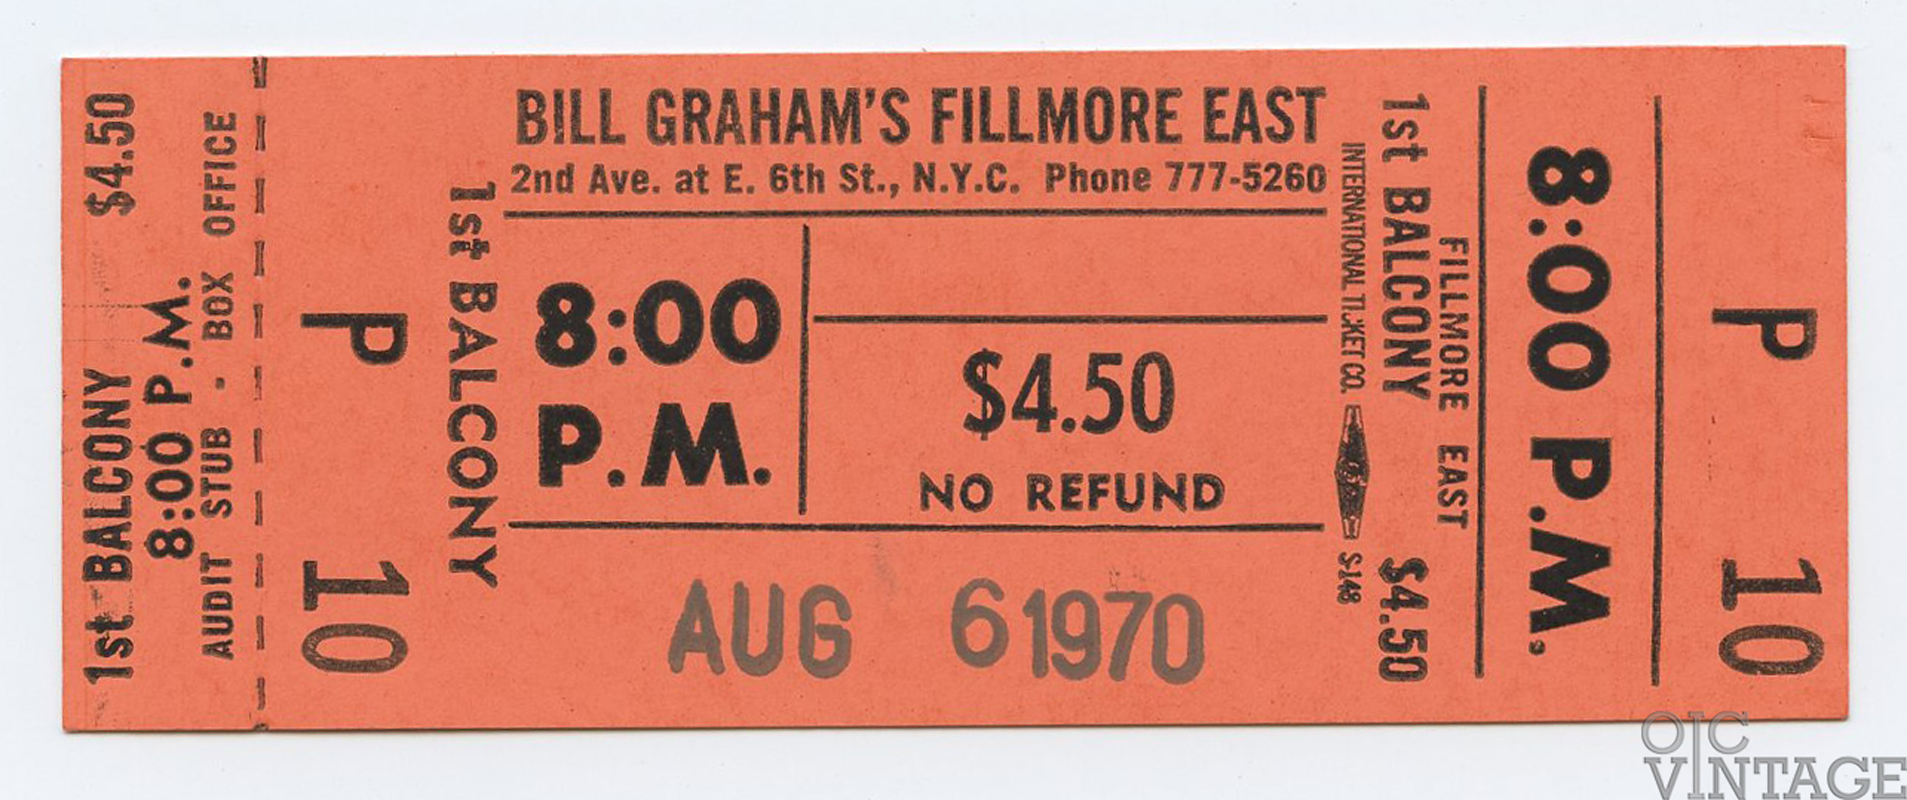 1st BALCONY $4.50
8:00 P.M.
AUDIT STUB - BOX OFFICE
P 10
1st BALCONY
BILL GRAHAM'S FILLMORE EAST
2nd Ave. at E. 6th St., N.Y.C. Phone 777-5260
8:00
P.M.
$4.50
NO REFUND
AUG 6 1970
INTERNATIONAL TICKET CO. S148
1st BALCONY $4.50
FILLMORE EAST
8:00 P.M.
P 10
OIC
VINTAGE